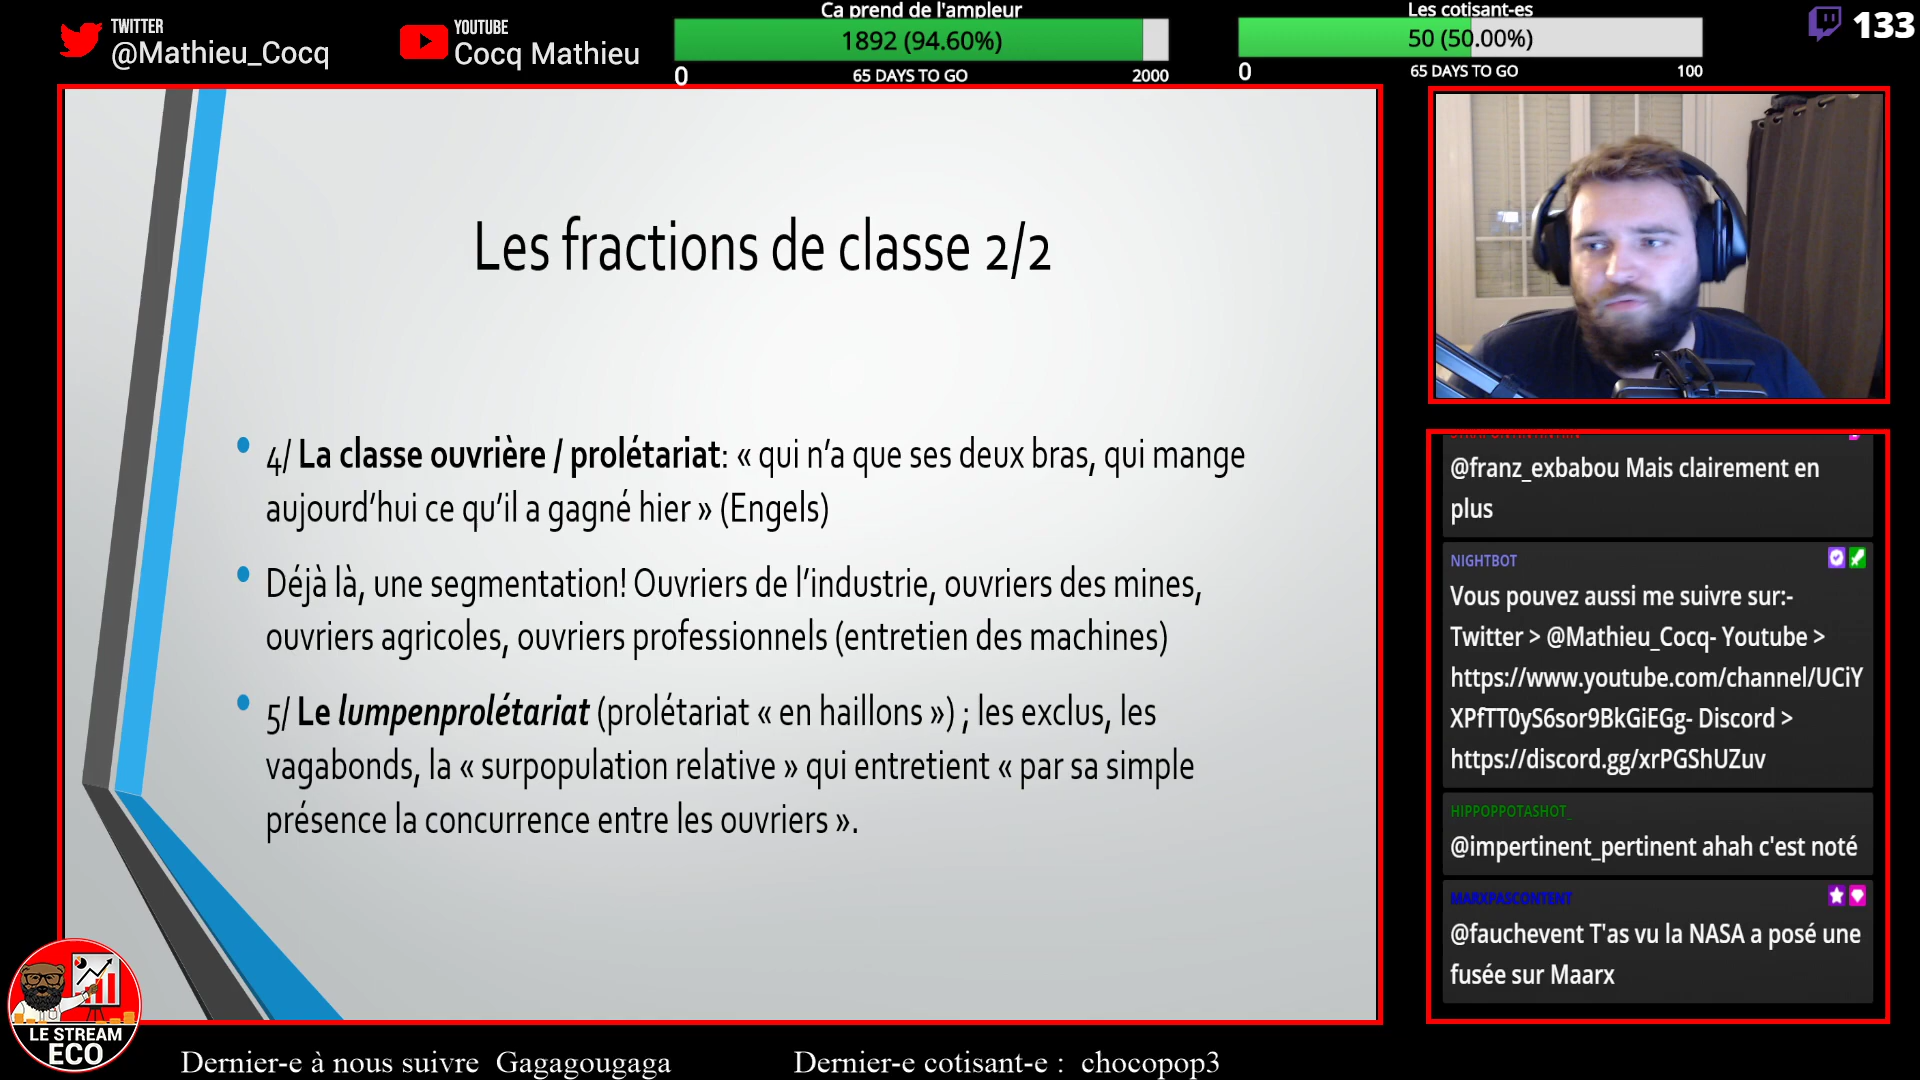 TWITTER
@Mathieu_Cocq
YOUTUBE
Cocq Mathieu
Ca prend de l'ampleur
1892 (94.60%)
0
65 DAYS TO GO
2000
Les cotisant-es
50 (50.00%)
0
65 DAYS TO GO
100
133
Les fractions de classe 2/2
4/ La classe ouvrière / prolétariat: « qui n’a que ses deux bras, qui mange
aujourd’hui ce qu’il a gagné hier » (Engels)
Déjà là, une segmentation! Ouvriers de l’industrie, ouvriers des mines,
ouvriers agricoles, ouvriers professionnels (entretien des machines)
5/ Le lumpenprolétariat (prolétariat « en haillons ») ; les exclus, les
vagabonds, la « surpopulation relative » qui entretient « par sa simple
présence la concurrence entre les ouvriers ».
@franz_exbabou Mais clairement en
plus
NIGHTBOT
Vous pouvez aussi me suivre sur:-
Twitter > @Mathieu_Cocq- Youtube >
https://www.youtube.com/channel/UCiY
XPfTT0yS6sor9BkGiEGg- Discord >
https://discord.gg/xrPGShUZuv
HIPPOPPOTASHOT_
@impertinent_pertinent ahah c'est noté
MARXPASCONTENT
@fauchevent T'as vu la NASA a posé une
fusée sur Maarx
LE STREAM
ECO
Dernier-e à nous suivre Gagagougaga
Dernier-e cotisant-e : chocopop3